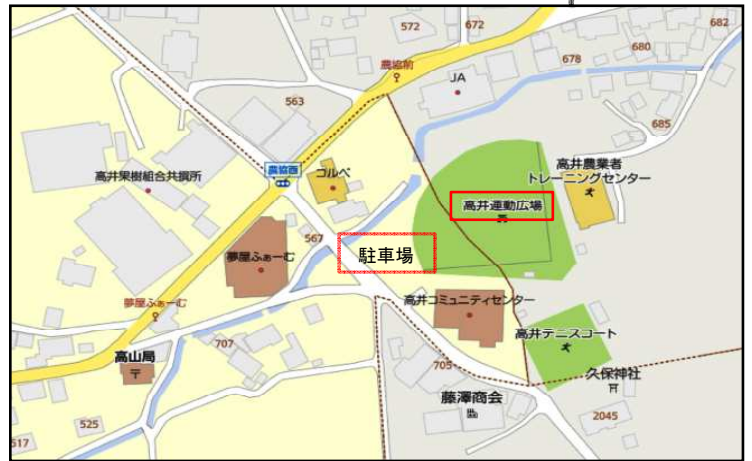 572
672
682
680
678
農協前
JA
563
685
高井果樹組合共撰所
農協西
ゴルペ
高井農業者
トレーニングセンター
高井運動広場
567
駐車場
夢屋ふぁーむ
高井コミュニティセンター
夢屋ふぁーむ
高井テニスコート
高山局
707
705
久保神社
藤澤商会
525
2045
517